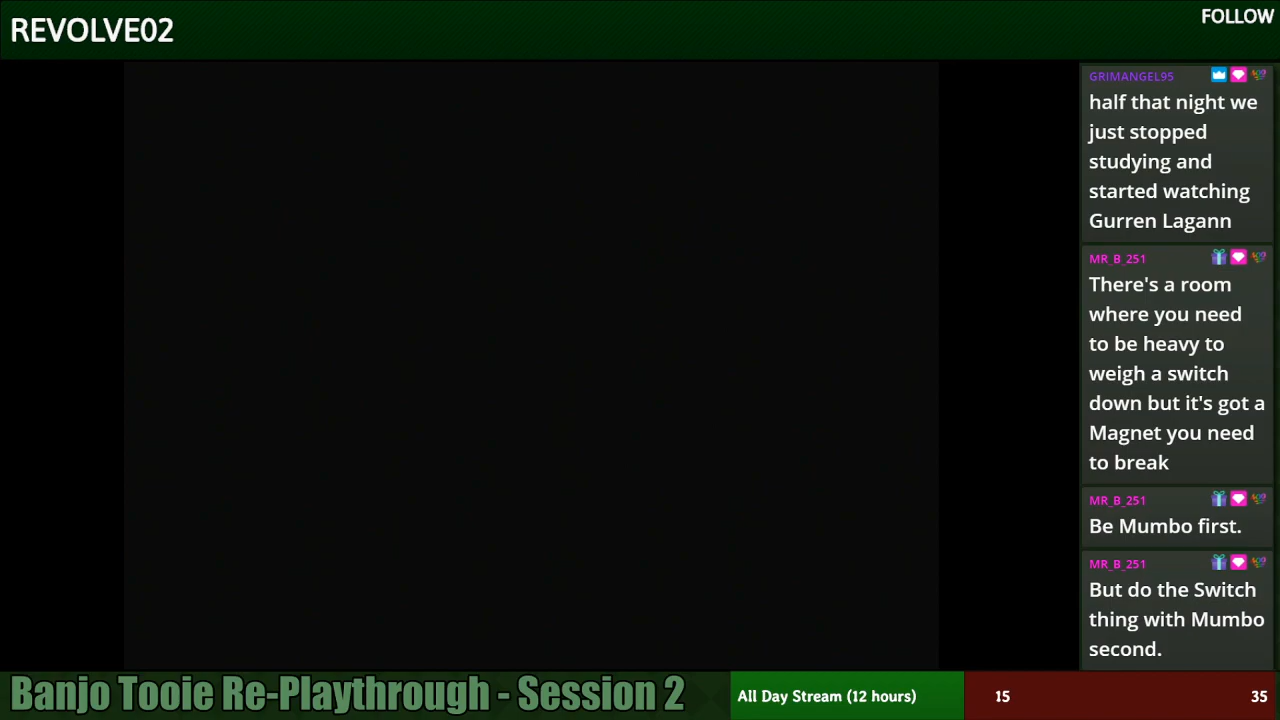 REVOLVE02
FOLLOW
GRIMANGEL95
half that night we
just stopped
studying and
started watching
Gurren Lagann
MR_B_251
There's a room
where you need
to be heavy to
weigh a switch
down but it's got a
Magnet you need
to break
MR_B_251
Be Mumbo first.
MR_B_251
But do the Switch
thing with Mumbo
second.
Banjo Tooie Re-Playthrough - Session 2
All Day Stream (12 hours)
15
35